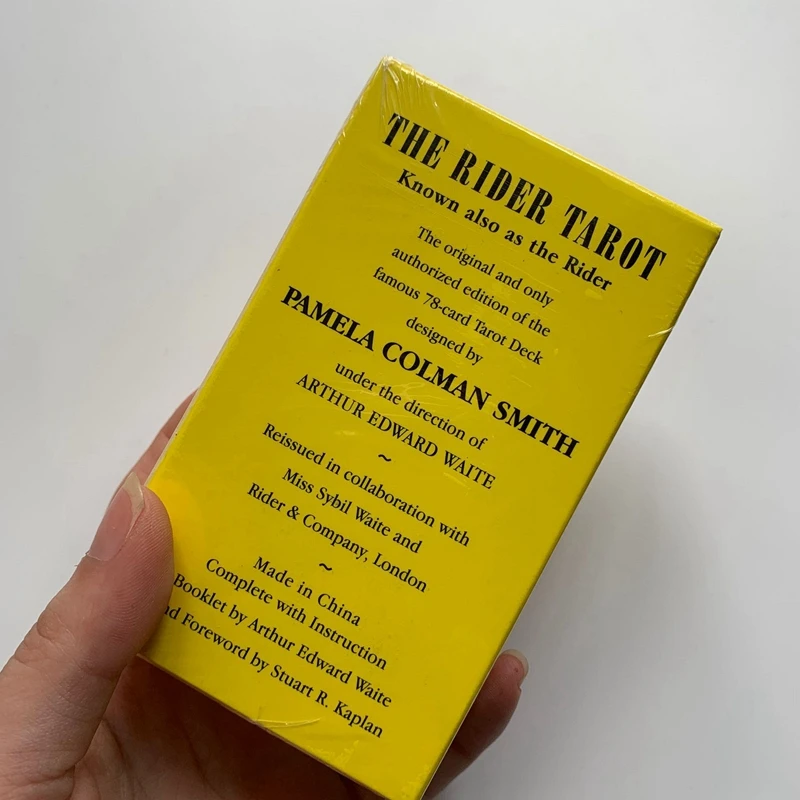 THE RIDER TAROT
Known also as the Rider
The original and only
authorized edition of the
famous 78-card Tarot Deck
designed by
PAMELA COLMAN SMITH
under the direction of
ARTHUR EDWARD WAITE
~
Reissued in collaboration with
Miss Sybil Waite and
Rider & Company, London
~
Made in China
Complete with Instruction
Booklet by Arthur Edward Waite
nd Foreword by Stuart R. Kaplan